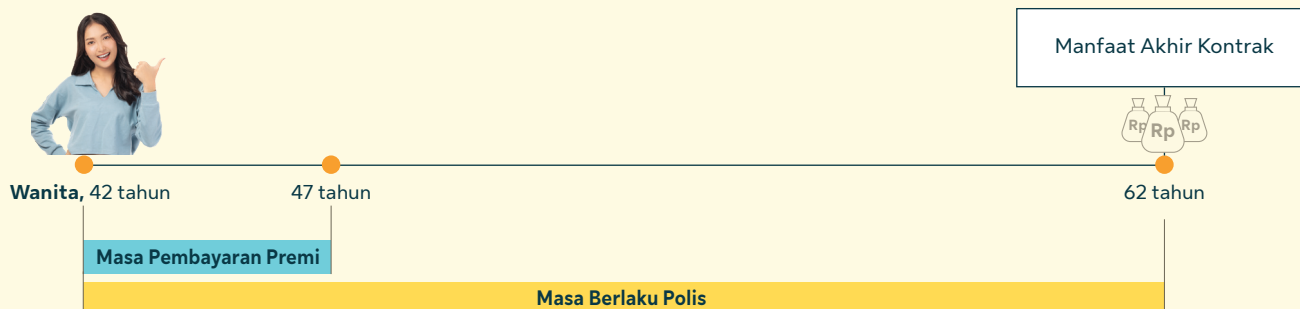 Manfaat Akhir Kontrak
Rp Rp Rp
Wanita, 42 tahun
47 tahun
62 tahun
Masa Pembayaran Premi
Masa Berlaku Polis